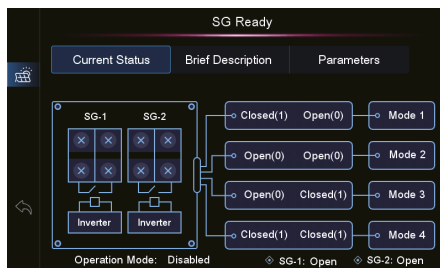 SG Ready
Current Status Brief Description Parameters
SG-1 SG-2
Inverter Inverter
Closed(1) Open(0) Mode 1
Open(0) Open(0) Mode 2
Open(0) Closed(1) Mode 3
Closed(1) Closed(1) Mode 4
Operation Mode: Disabled SG-1: Open SG-2: Open